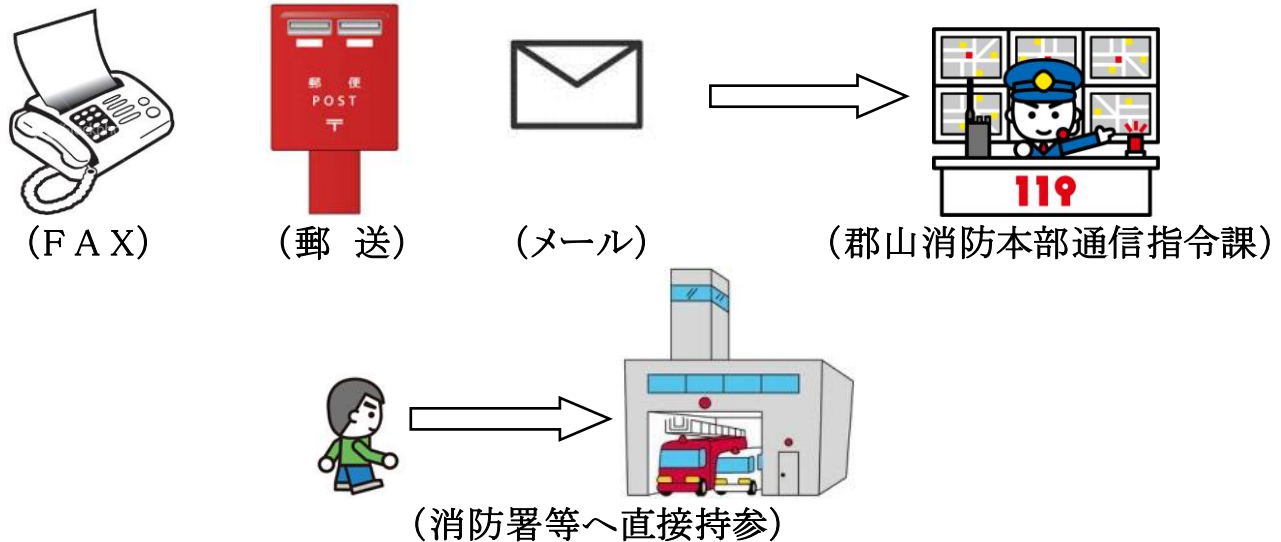 郵 便
POST
〒
119
(FAX)
(郵 送)
(メール)
(郡山消防本部通信指令課)
(消防署等へ直接持参)